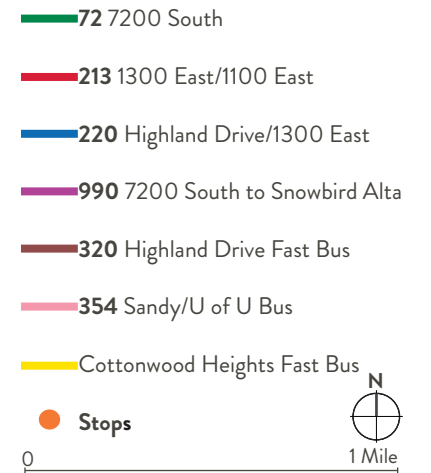 72 7200 South
213 1300 East/1100 East
220 Highland Drive/1300 East
990 7200 South to Snowbird Alta
320 Highland Drive Fast Bus
354 Sandy/U of U Bus
Cottonwood Heights Fast Bus
N
Stops
0 1 Mile